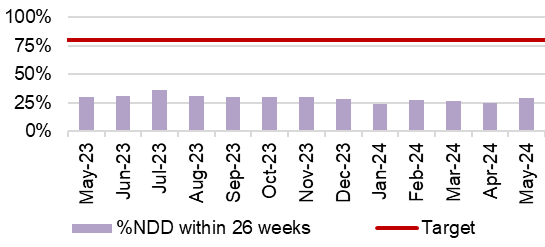 100%
75%
50%
25%
0%
May-23
Jun-23
Jul-23
Aug-23
Sep-23
Oct-23
Nov-23
Dec-23
Jan-24
Feb-24
Mar-24
Apr-24
May-24
%NDD within 26 weeks
Target